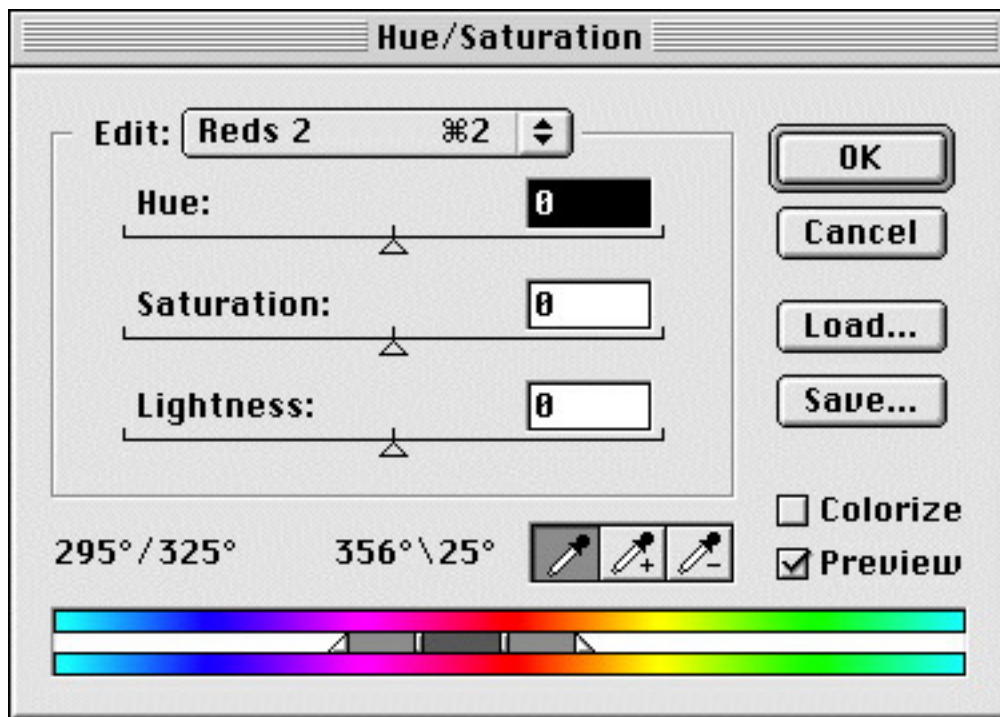 Hue/Saturation
Edit: Reds 2 ⌘2
Hue: 0
Saturation: 0
Lightness: 0
OK
Cancel
Load...
Save...
Colorize
Preview
295°/325° 356°\25°